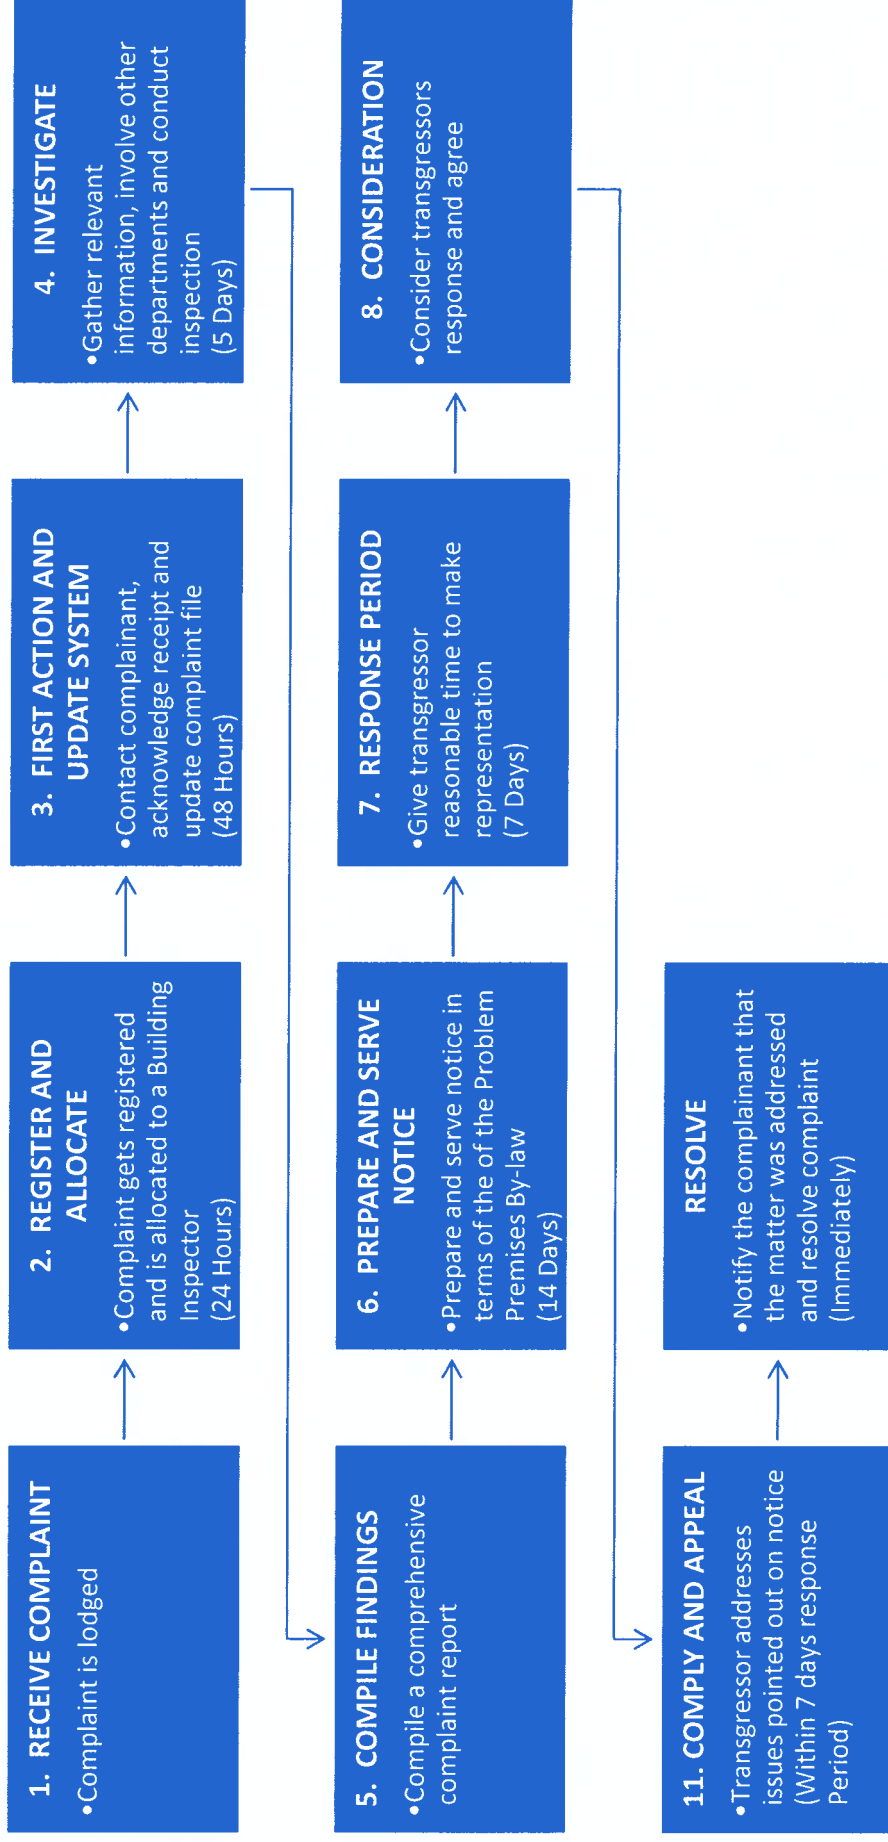 1. RECEIVE COMPLAINT
•Complaint is lodged
2. REGISTER AND
ALLOCATE
•Complaint gets registered
and is allocated to a Building
Inspector
(24 Hours)
3. FIRST ACTION AND
UPDATE SYSTEM
•Contact complainant,
acknowledge receipt and
update complaint file
(48 Hours)
4. INVESTIGATE
•Gather relevant
information, involve other
departments and conduct
inspection
(5 Days)
5. COMPILE FINDINGS
•Compile a comprehensive
complaint report
6. PREPARE AND SERVE
NOTICE
•Prepare and serve notice in
terms of the of the Problem
Premises By-law
(14 Days)
7. RESPONSE PERIOD
•Give transgressor
reasonable time to make
representation
(7 Days)
8. CONSIDERATION
•Consider transgressors
response and agree
11. COMPLY AND APPEAL
•Transgressor addresses
issues pointed out on notice
(Within 7 days response
Period)
RESOLVE
•Notify the complainant that
the matter was addressed
and resolve complaint
(Immediately)